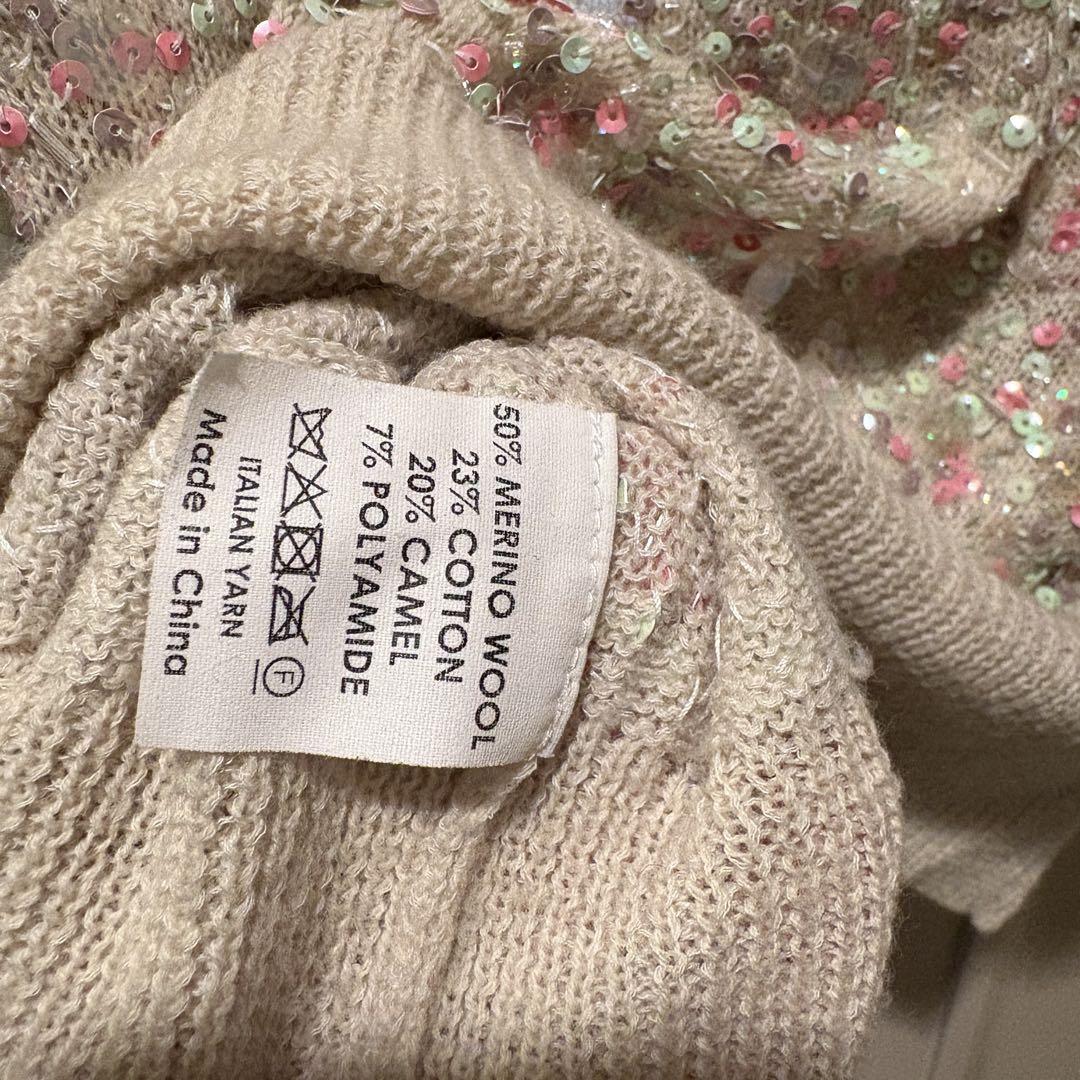 50% MERINO WOOL
23% COTTON
20% CAMEL
7% POLYAMIDE
F
ITALIAN YARN
Made in China